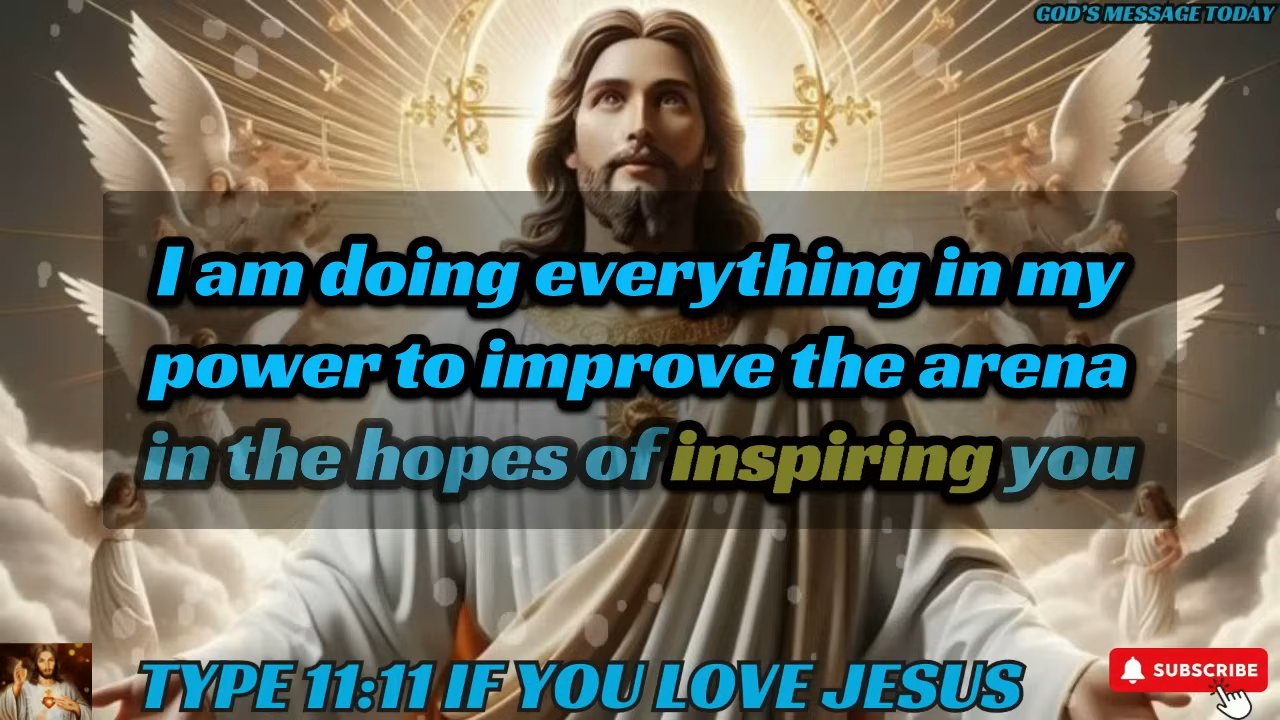 GOD'S MESSAGE TODAY
I am doing everything in my
power to improve the arena
in the hopes of inspiring you
TYPE 11:11 IF YOU LOVE JESUS
SUBSCRIBE